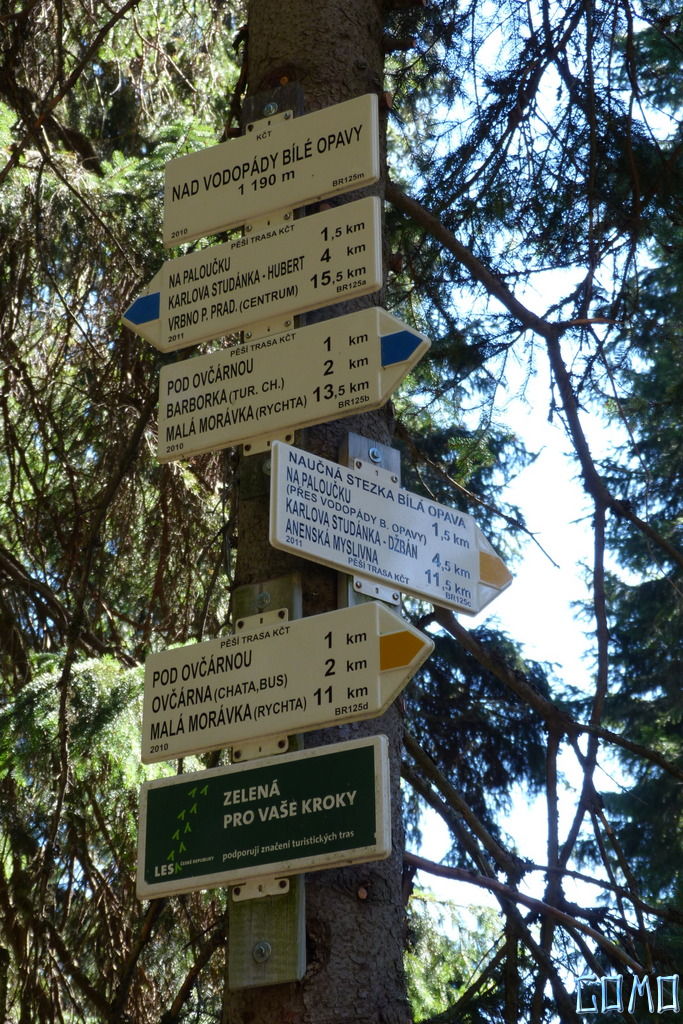 KČT
NAD VODOPÁDY BÍLÉ OPAVY
1 190 m
2010
BR125m
PĚŠÍ TRASA KČT
NA PALOUČKU 1,5 km
KARLOVA STUDÁNKA - HUBERT 4 km
VRBNO P. PRAD. (CENTRUM) 15,5 km
2011
BR125a
PĚŠÍ TRASA KČT
POD OVČÁRNOU 1 km
BARBORKA (TUR. CH.) 2 km
MALÁ MORÁVKA (RYCHTA) 13,5 km
2010
BR125b
NAUČNÁ STEZKA BÍLÁ OPAVA
NA PALOUČKU 1,5 km
(PŘES VODOPÁDY B. OPAVY)
KARLOVA STUDÁNKA - DŽBÁN 4,5 km
ANENSKÁ MYSLIVNA 11,5 km
2011
PĚŠÍ TRASA KČT
BR125c
PĚŠÍ TRASA KČT
POD OVČÁRNOU 1 km
OVČÁRNA (CHATA,BUS) 2 km
MALÁ MORÁVKA (RYCHTA) 11 km
2010
BR125d
ZELENÁ
PRO VAŠE KROKY
LESY ČESKÉ REPUBLIKY
podporují značení turistických tras
GOMO